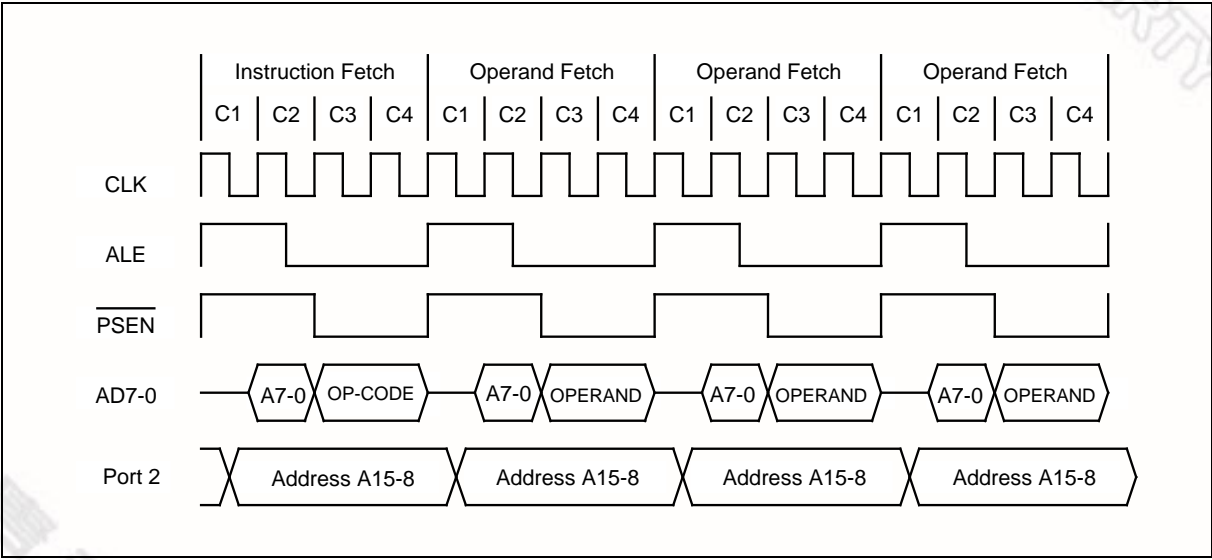 Instruction Fetch Operand Fetch Operand Fetch Operand Fetch
C1 C2 C3 C4 C1 C2 C3 C4 C1 C2 C3 C4 C1 C2 C3 C4
CLK
ALE
PSEN
AD7-0 A7-0 OP-CODE A7-0 OPERAND A7-0 OPERAND A7-0 OPERAND
Port 2 Address A15-8 Address A15-8 Address A15-8 Address A15-8